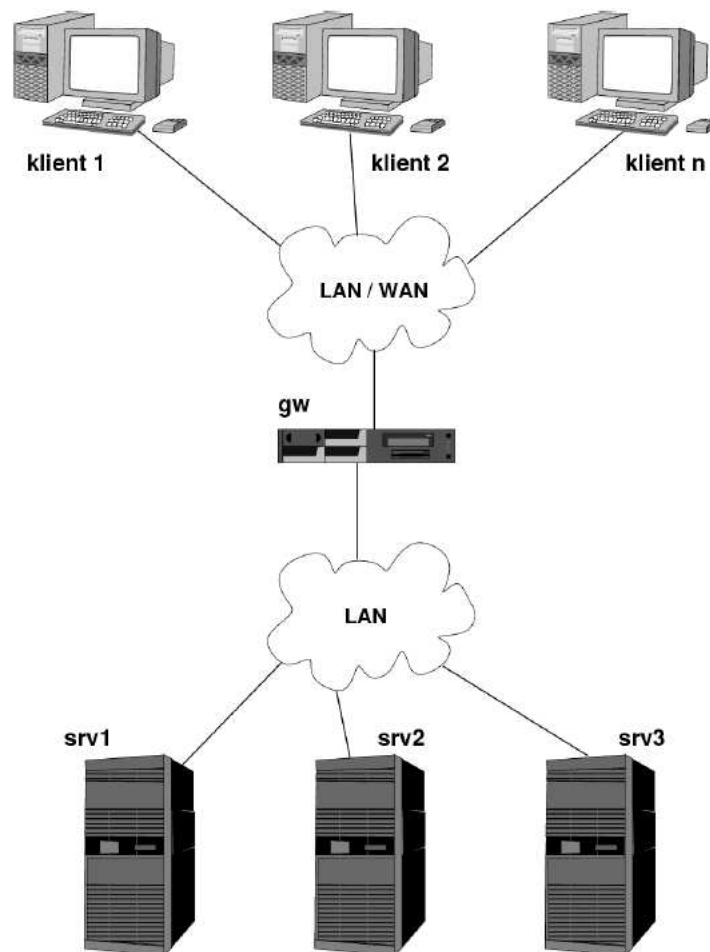 klient 1
klient 2
klient n
LAN / WAN
gw
LAN
srv1
srv2
srv3